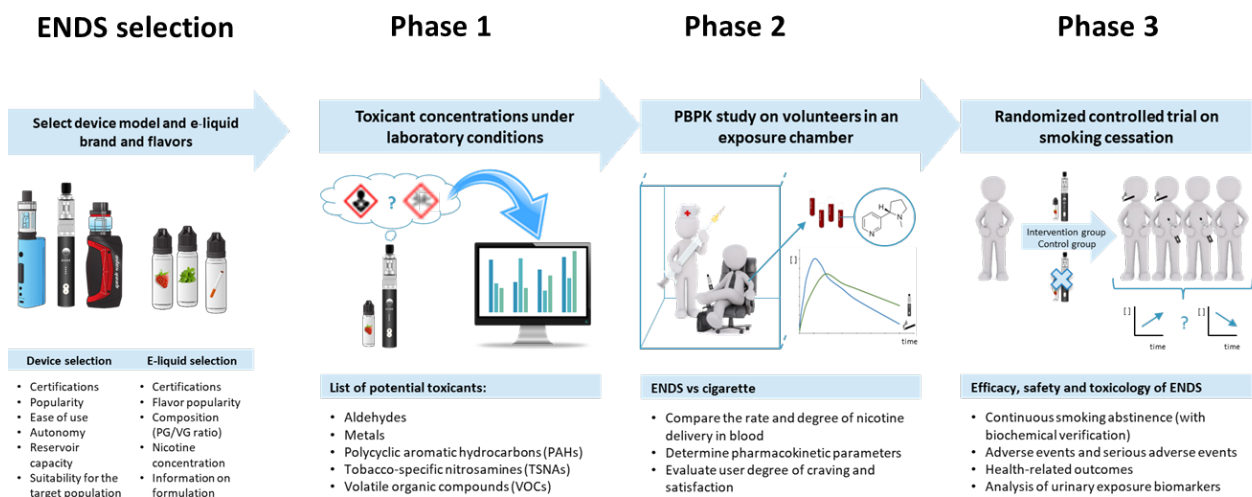 ENDS selection
Phase 1
Phase 2
Phase 3
Select device model and e-liquid
brand and flavors
Toxicant concentrations under
laboratory conditions
PBPK study on volunteers in an
exposure chamber
Randomized controlled trial on
smoking cessation
?
H
N
N
[ ]
Intervention group
Control group
[ ]
?
[ ]
time
time
time
Device selection
• Certifications
• Popularity
• Ease of use
• Autonomy
• Reservoir
capacity
• Suitability for the
target population
E-liquid selection
• Certifications
• Flavor popularity
• Composition
(PG/VG ratio)
• Nicotine
concentration
• Information on
formulation
List of potential toxicants:
• Aldehydes
• Metals
• Polycyclic aromatic hydrocarbons (PAHs)
• Tobacco-specific nitrosamines (TSNAs)
• Volatile organic compounds (VOCs)
ENDS vs cigarette
• Compare the rate and degree of nicotine
delivery in blood
• Determine pharmacokinetic parameters
• Evaluate user degree of craving and
satisfaction
Efficacy, safety and toxicology of ENDS
• Continuous smoking abstinence (with
biochemical verification)
• Adverse events and serious adverse events
• Health-related outcomes
• Analysis of urinary exposure biomarkers